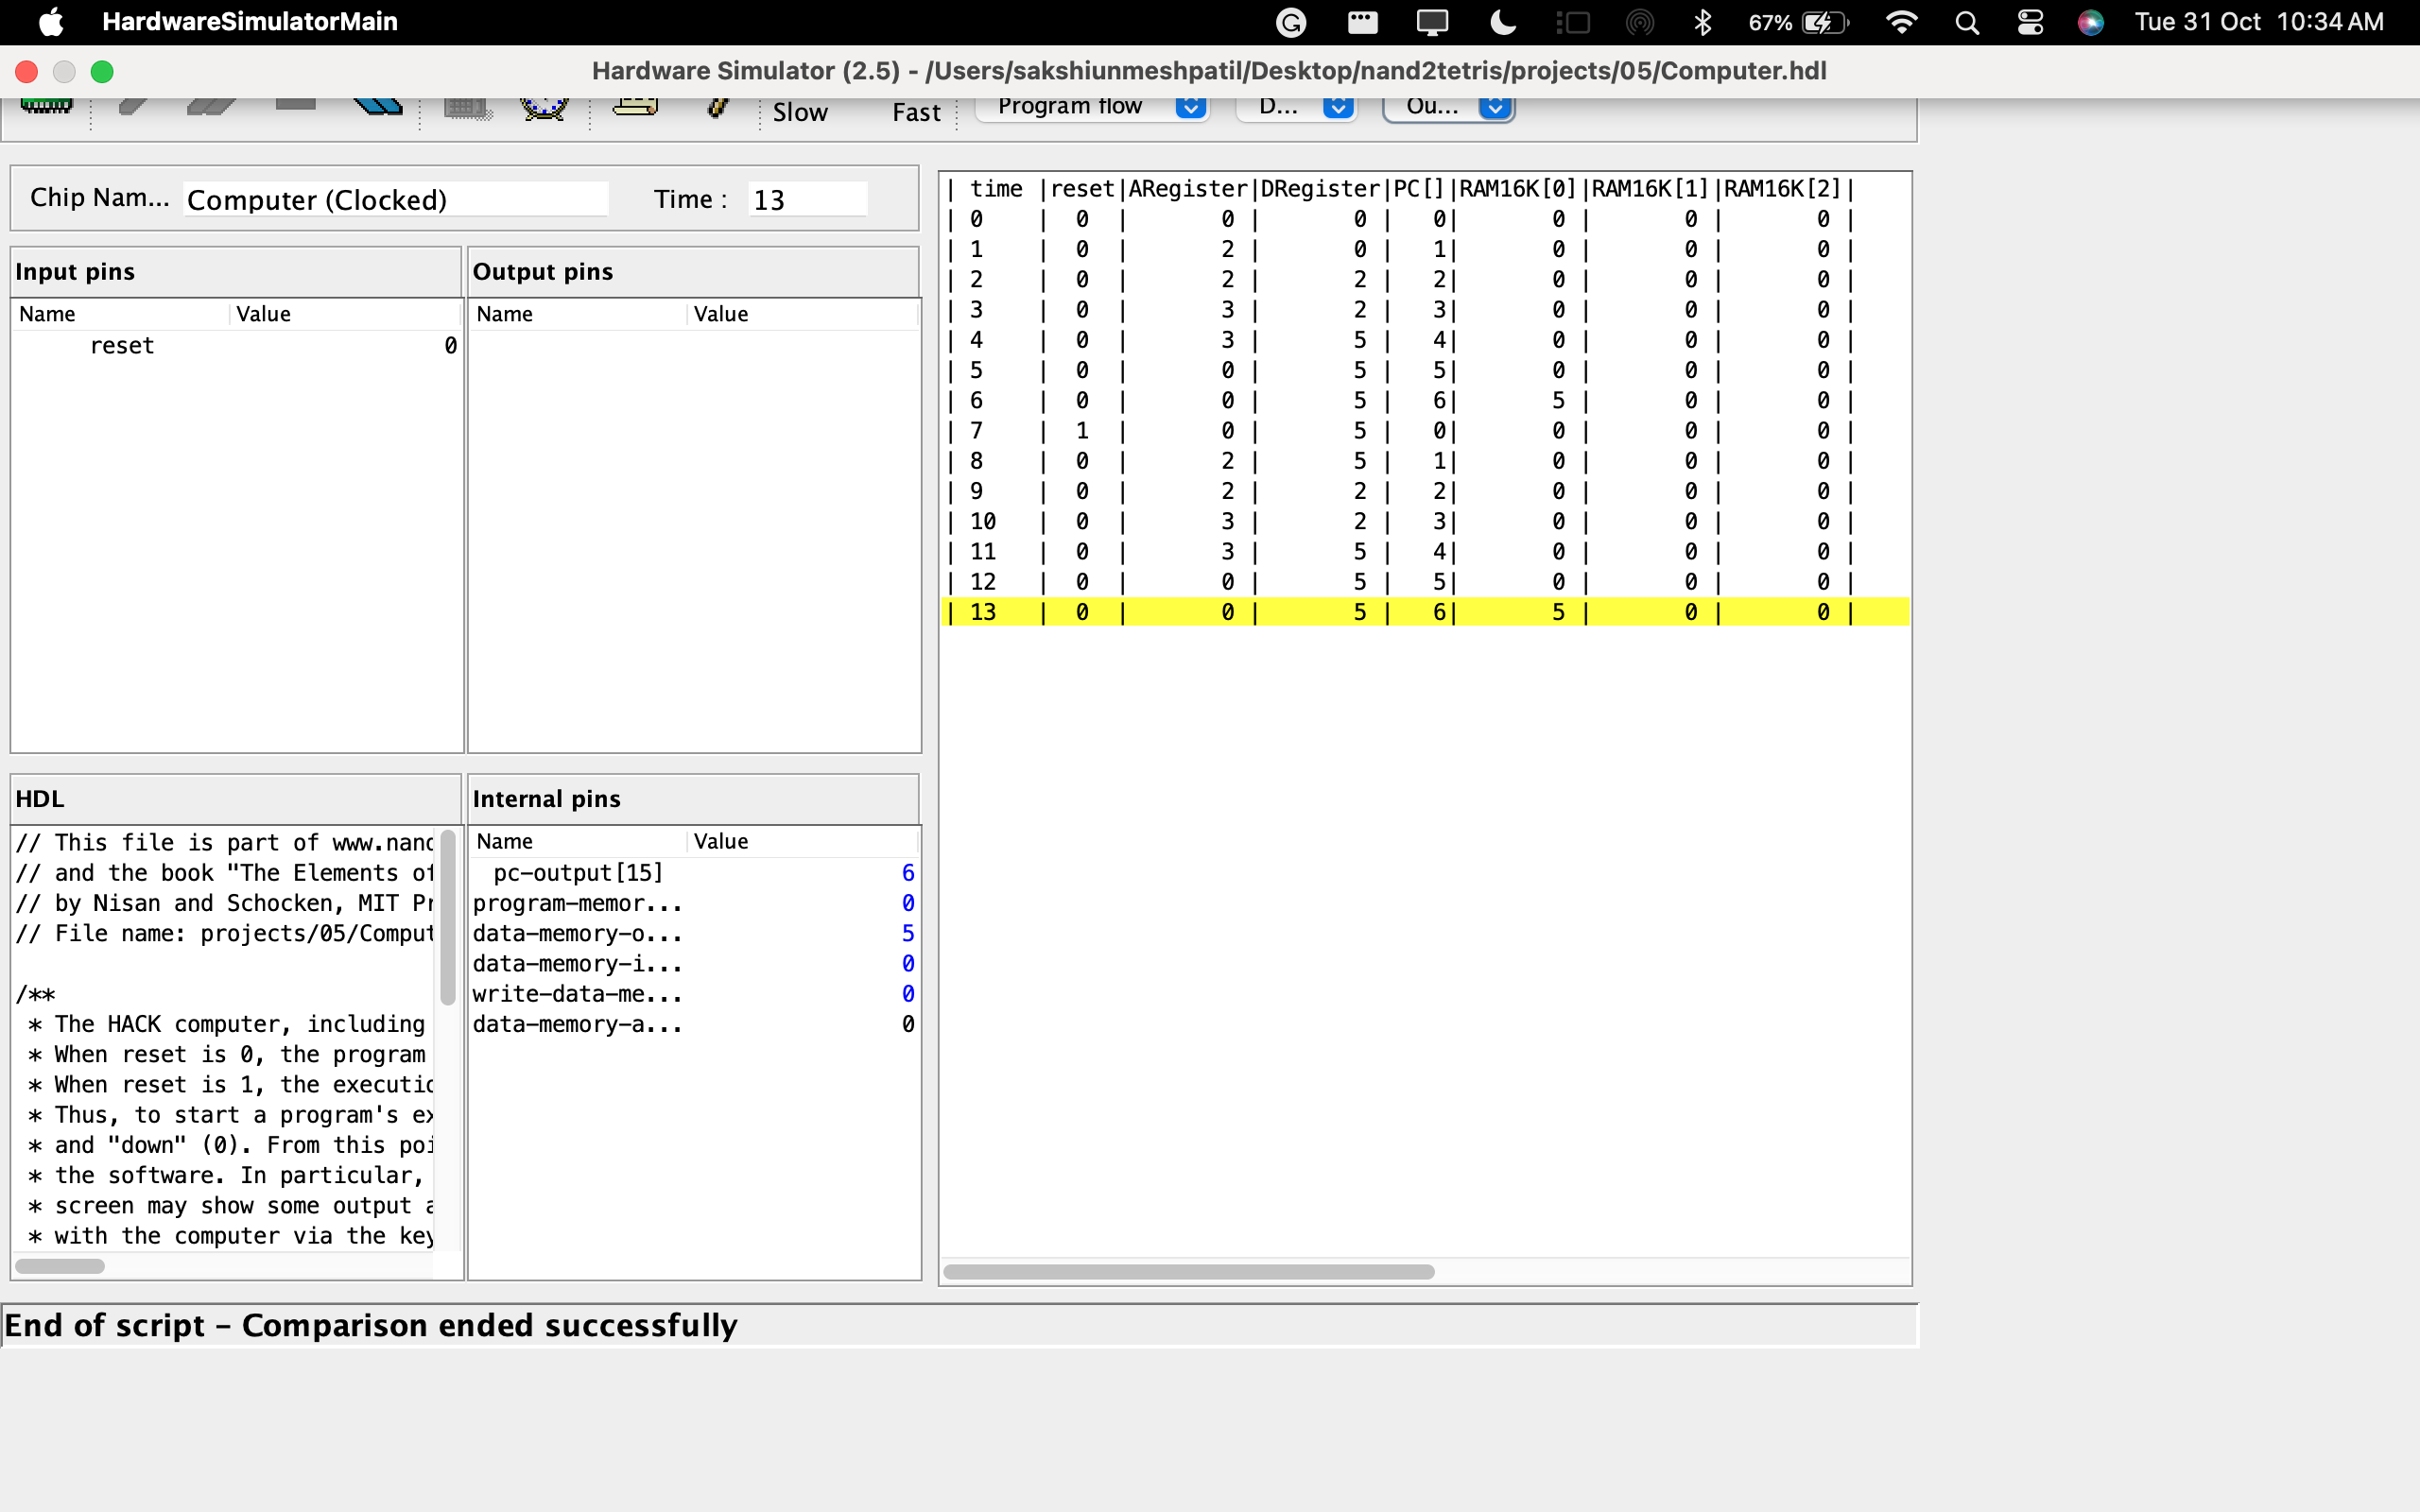 HardwareSimulatorMain 67% Tue 31 Oct 10:34 AM
Hardware Simulator (2.5) - /Users/sakshiunmeshpatil/Desktop/nand2tetris/projects/05/Computer.hdl
Slow Fast Program flow D... Ou...
Chip Nam... Computer (Clocked) Time : 13
Input pins
Name Value
reset 0
Output pins
Name Value
HDL
// This file is part of www.nand
// and the book "The Elements of
// by Nisan and Schocken, MIT Pr
// File name: projects/05/Comput
/**
* The HACK computer, including
* When reset is 0, the program
* When reset is 1, the executio
* Thus, to start a program's ex
* and "down" (0). From this poi
* the software. In particular,
* screen may show some output a
* with the computer via the key
Internal pins
Name Value
pc-output[15] 6
program-memor... 0
data-memory-o... 5
data-memory-i... 0
write-data-me... 0
data-memory-a... 0
| time |reset|ARegister|DRegister|PC[]|RAM16K[0]|RAM16K[1]|RAM16K[2]|
| 0 | 0 | 0 | 0 | 0| 0 | 0 | 0 |
| 1 | 0 | 2 | 0 | 1| 0 | 0 | 0 |
| 2 | 0 | 2 | 2 | 2| 0 | 0 | 0 |
| 3 | 0 | 3 | 2 | 3| 0 | 0 | 0 |
| 4 | 0 | 3 | 5 | 4| 0 | 0 | 0 |
| 5 | 0 | 0 | 5 | 5| 0 | 0 | 0 |
| 6 | 0 | 0 | 5 | 6| 5 | 0 | 0 |
| 7 | 1 | 0 | 5 | 0| 0 | 0 | 0 |
| 8 | 0 | 2 | 5 | 1| 0 | 0 | 0 |
| 9 | 0 | 2 | 2 | 2| 0 | 0 | 0 |
| 10 | 0 | 3 | 2 | 3| 0 | 0 | 0 |
| 11 | 0 | 3 | 5 | 4| 0 | 0 | 0 |
| 12 | 0 | 0 | 5 | 5| 0 | 0 | 0 |
| 13 | 0 | 0 | 5 | 6| 5 | 0 | 0 |
End of script – Comparison ended successfully